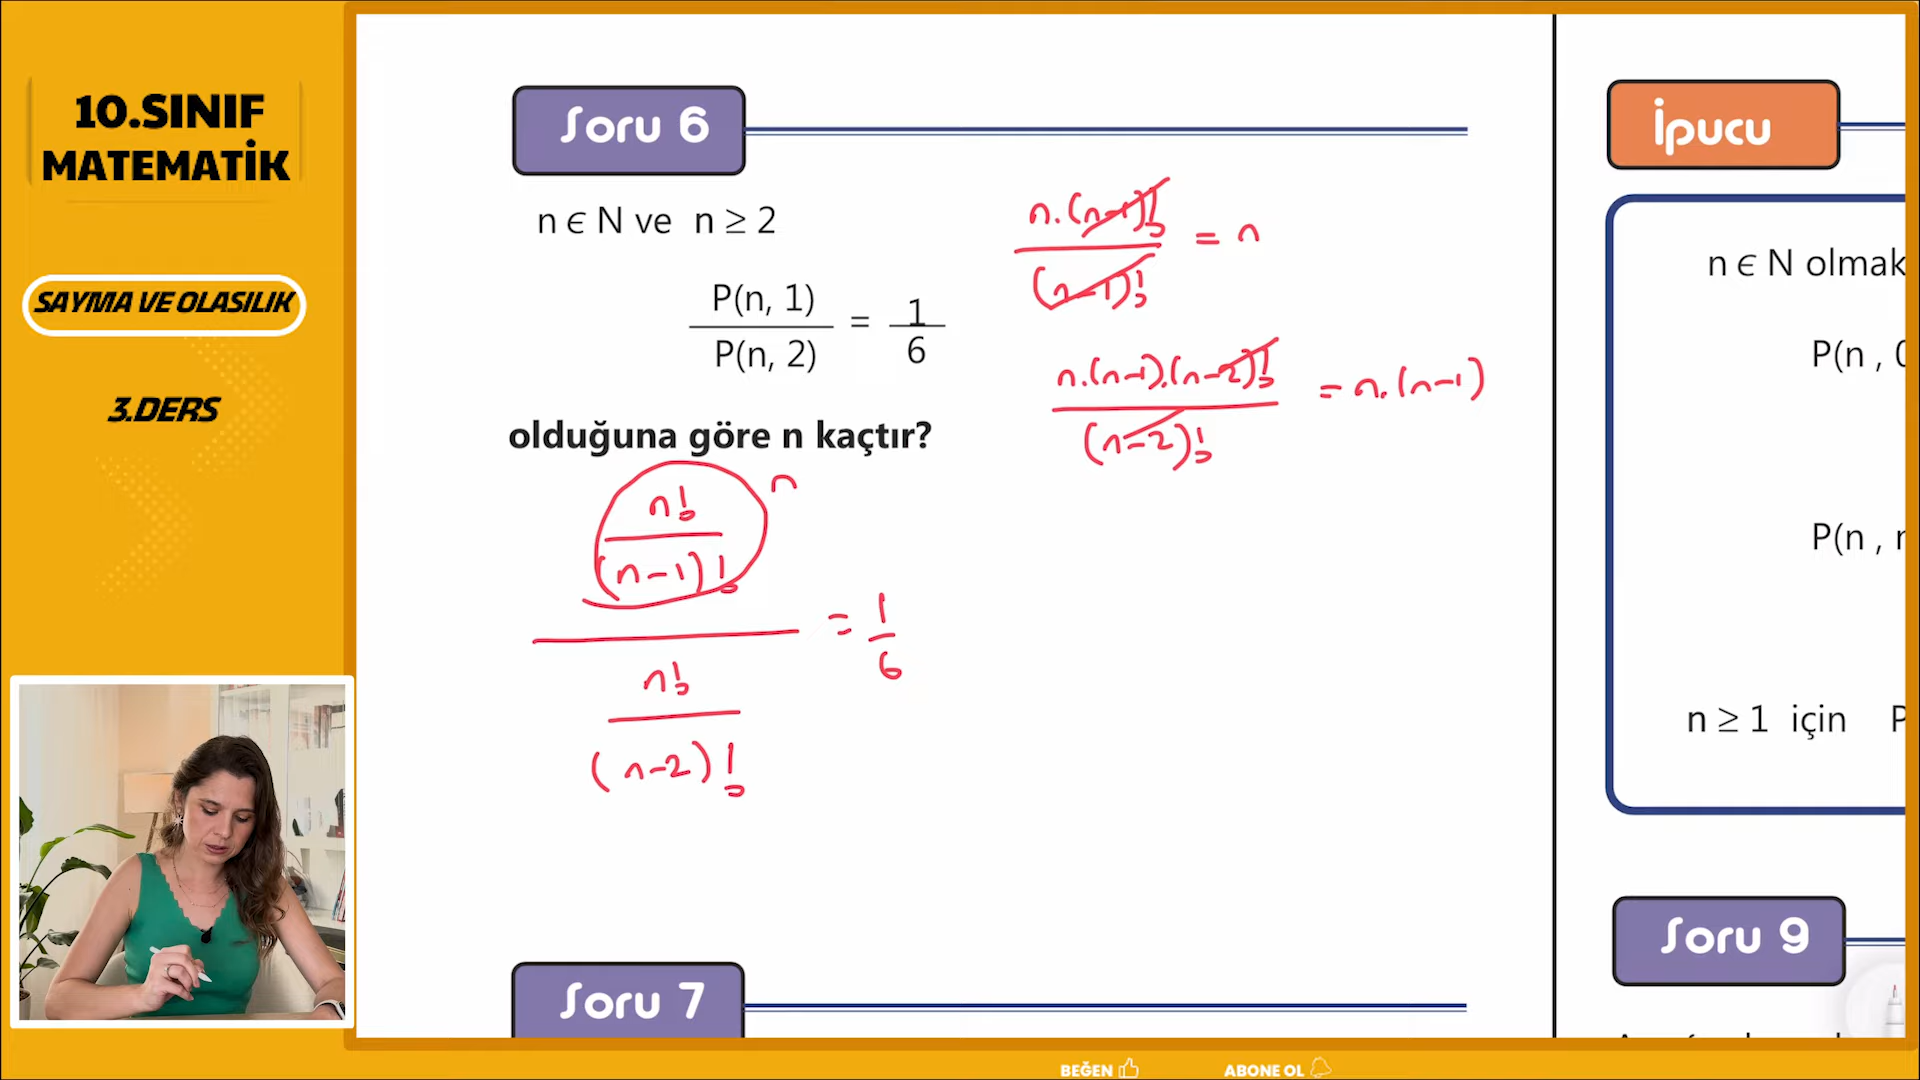 10.SINIF
MATEMATİK
SAYMA VE OLASILIK
3.DERS
Soru 6
n ϵ N ve n ≥ 2
P(n, 1)
P(n, 2)
=
1
6
olduğuna göre n kaçtır?
n!
(n-1)!
n
n!
(n-2)!
= 1
6
n.(n-1)!
(n-1)!
= n
n.(n-1).(n-2)!
(n-2)!
= n.(n-1)
Soru 7
İpucu
n ϵ N olmak
P(n , 
P(n , 
n ≥ 1 için P
Soru 9
BEĞEN
ABONE OL